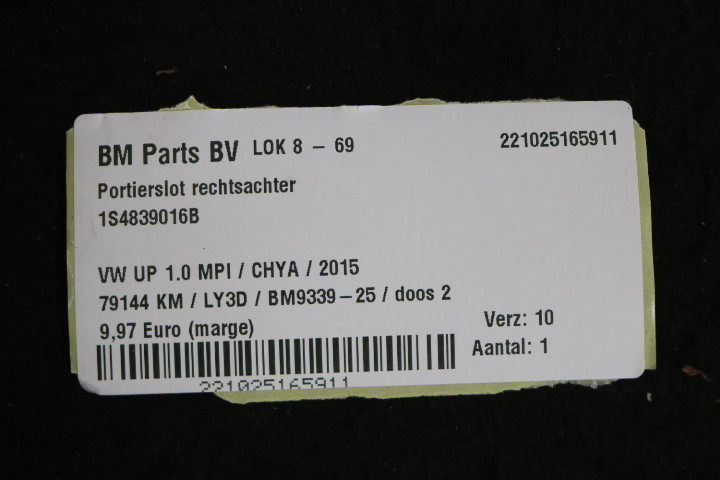 BM Parts BV LOK 8 – 69 221025165911
Portierslot rechtsachter
1S4839016B
VW UP 1.0 MPI / CHYA / 2015
79144 KM / LY3D / BM9339–25 / doos 2
9,97 Euro (marge) Verz: 10
Aantal: 1
221025165911